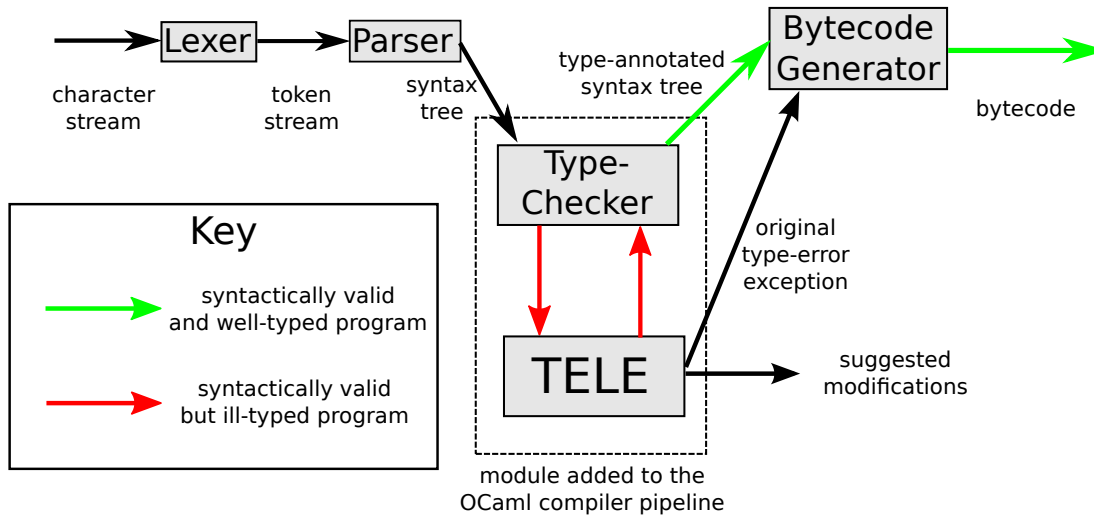 Lexer
Parser
Bytecode
Generator
character
stream
token
stream
syntax
tree
type-annotated
syntax tree
bytecode
Type-
Checker
Key
syntactically valid
and well-typed program
syntactically valid
but ill-typed program
original
type-error
exception
TELE
suggested
modifications
module added to the
OCaml compiler pipeline